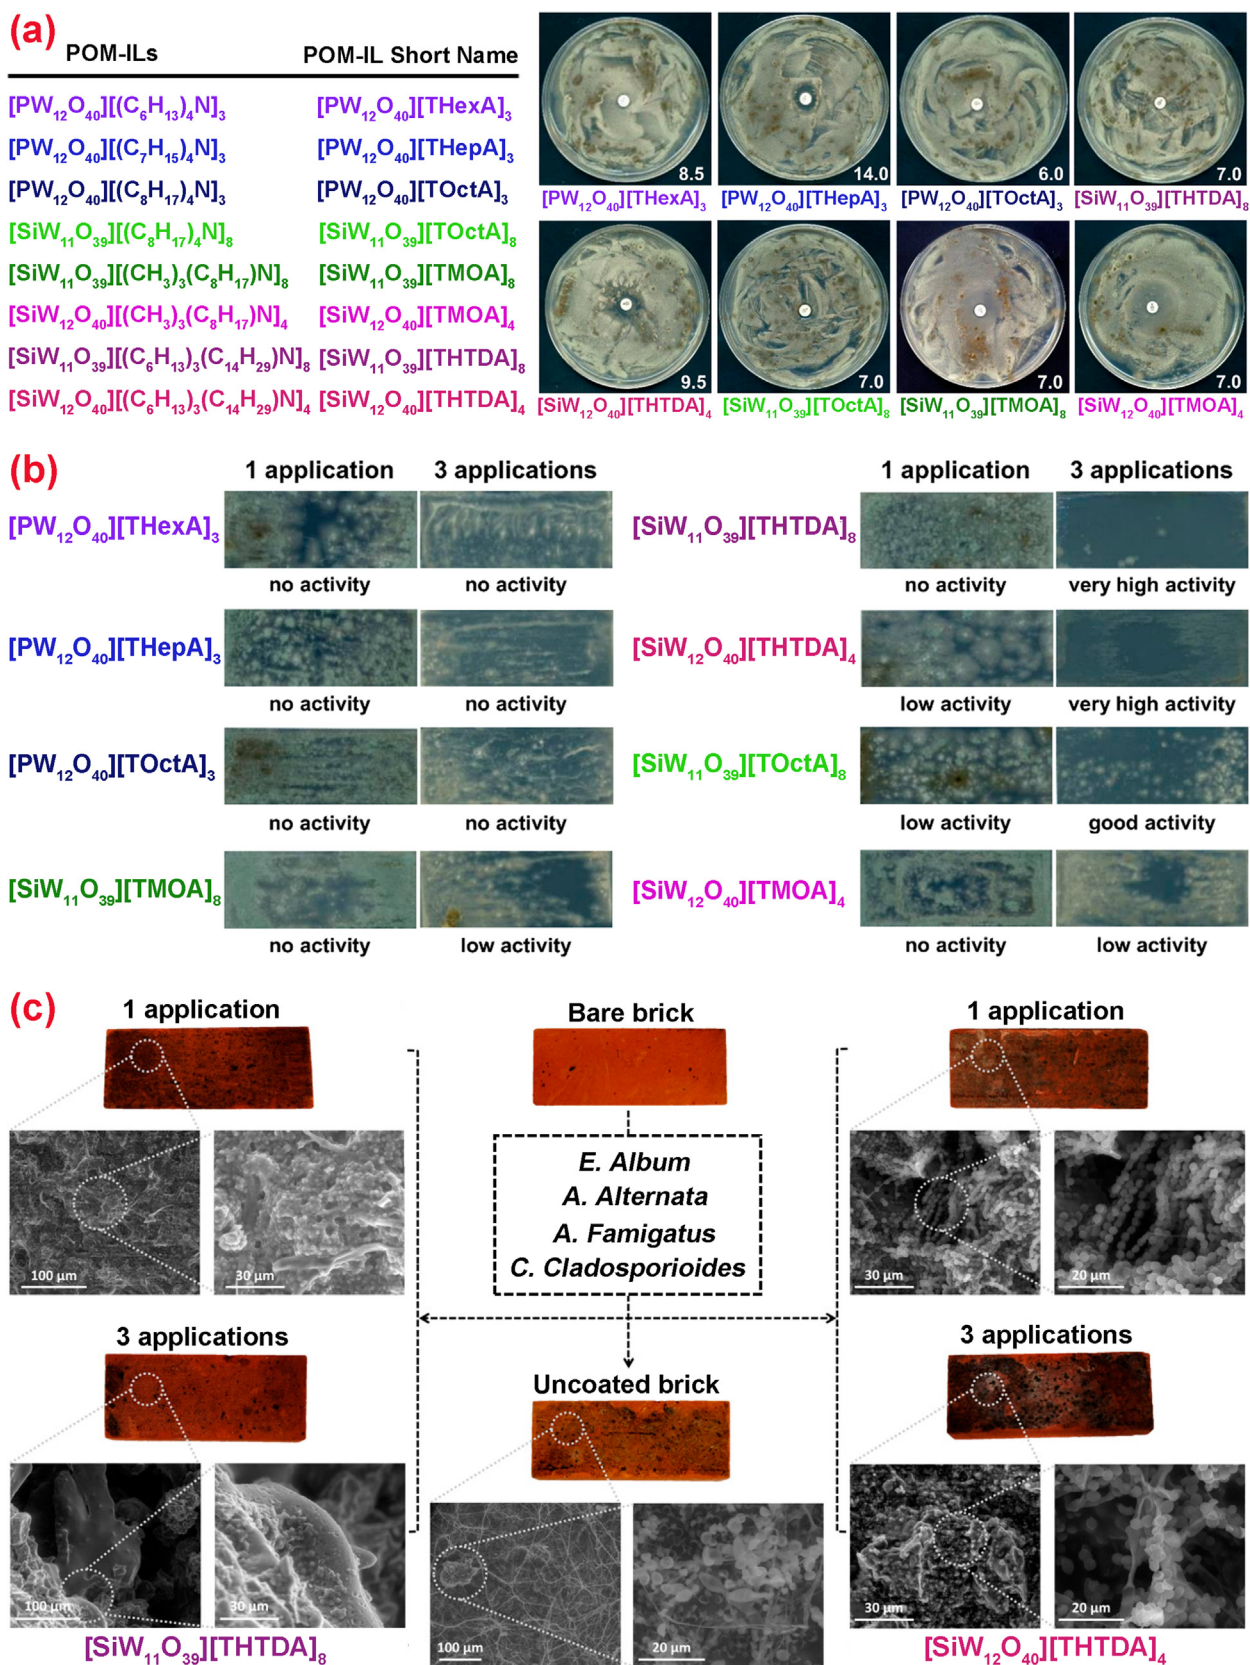 (a)
POM-ILs POM-IL Short Name
[PW₁₂O₄₀][(C₆H₁₃)₄N]₃ [PW₁₂O₄₀][THexA]₃
[PW₁₂O₄₀][(C₇H₁₅)₄N]₃ [PW₁₂O₄₀][THepA]₃
[PW₁₂O₄₀][(C₈H₁₇)₄N]₃ [PW₁₂O₄₀][TOctA]₃
[SiW₁₁O₃₉][(C₈H₁₇)₄N]₈ [SiW₁₁O₃₉][TOctA]₈
[SiW₁₁O₃₉][(CH₃)₃(C₈H₁₇)N]₈ [SiW₁₁O₃₉][TMOA]₈
[SiW₁₂O₄₀][(CH₃)₃(C₈H₁₇)N]₄ [SiW₁₂O₄₀][TMOA]₄
[SiW₁₁O₃₉][(C₆H₁₃)₃(C₁₄H₂₉)N]₈ [SiW₁₁O₃₉][THTDA]₈
[SiW₁₂O₄₀][(C₆H₁₃)₃(C₁₄H₂₉)N]₄ [SiW₁₂O₄₀][THTDA]₄
8.5 14.0 6.0 7.0
[PW₁₂O₄₀][THexA]₃ [PW₁₂O₄₀][THepA]₃ [PW₁₂O₄₀][TOctA]₃ [SiW₁₁O₃₉][THTDA]₈
9.5 7.0 7.0 7.0
[SiW₁₂O₄₀][THTDA]₄ [SiW₁₁O₃₉][TOctA]₈ [SiW₁₁O₃₉][TMOA]₈ [SiW₁₂O₄₀][TMOA]₄
(b)
1 application 3 applications 1 application 3 applications
[PW₁₂O₄₀][THexA]₃ [SiW₁₁O₃₉][THTDA]₈
no activity no activity no activity very high activity
[PW₁₂O₄₀][THepA]₃ [SiW₁₂O₄₀][THTDA]₄
no activity no activity low activity very high activity
[PW₁₂O₄₀][TOctA]₃ [SiW₁₁O₃₉][TOctA]₈
no activity no activity low activity good activity
[SiW₁₁O₃₉][TMOA]₈ [SiW₁₂O₄₀][TMOA]₄
no activity low activity no activity low activity
(c)
1 application Bare brick 1 application
E. Album
A. Alternata
A. Famigatus
C. Cladosporioides
100 µm 30 µm 30 µm 20 µm
3 applications 3 applications
Uncoated brick
100 µm 30 µm 100 µm 20 µm 30 µm 20 µm
[SiW₁₁O₃₉][THTDA]₈ [SiW₁₂O₄₀][THTDA]₄